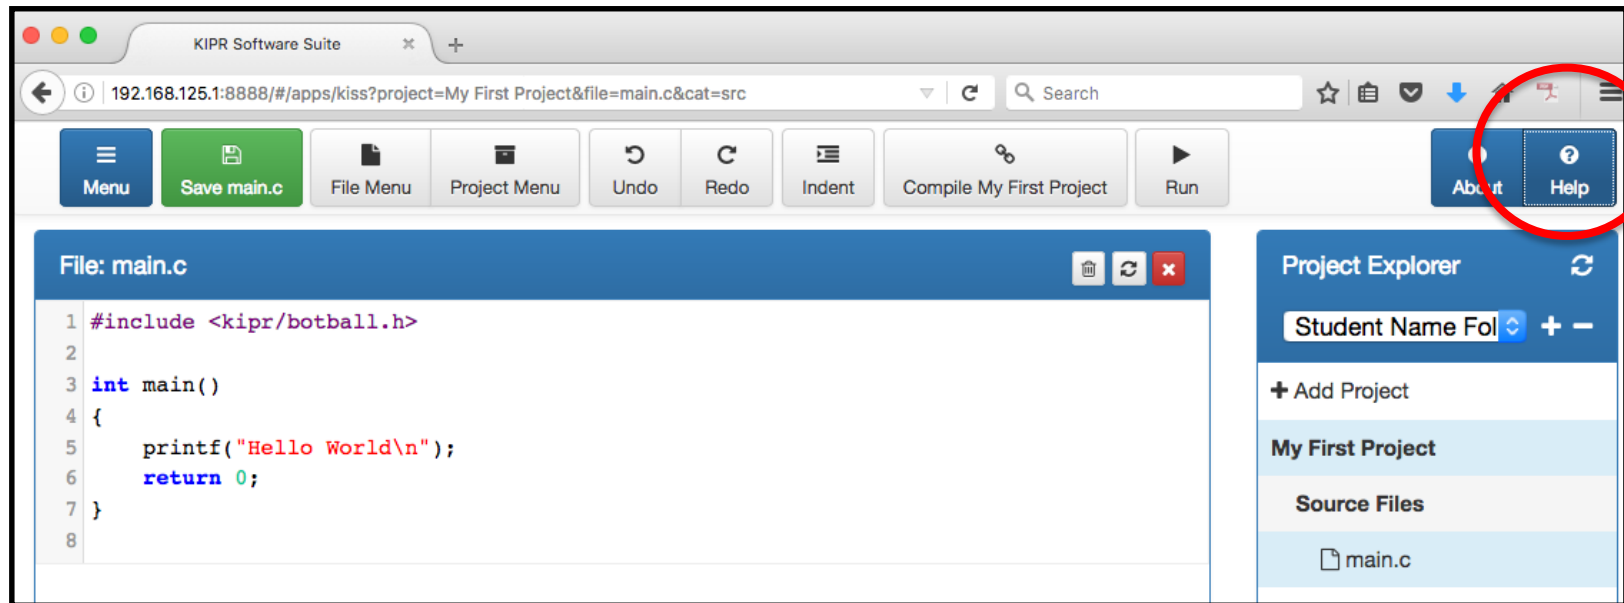 KIPR Software Suite
192.168.125.1:8888/#/apps/kiss?project=My First Project&file=main.c&cat=src
Search
Menu
Save main.c
File Menu
Project Menu
Undo
Redo
Indent
Compile My First Project
Run
About
Help
File: main.c
1 #include <kipr/botball.h>
2
3 int main()
4 {
5     printf("Hello World\n");
6     return 0;
7 }
8
Project Explorer
Student Name Fol
+ Add Project
My First Project
Source Files
main.c